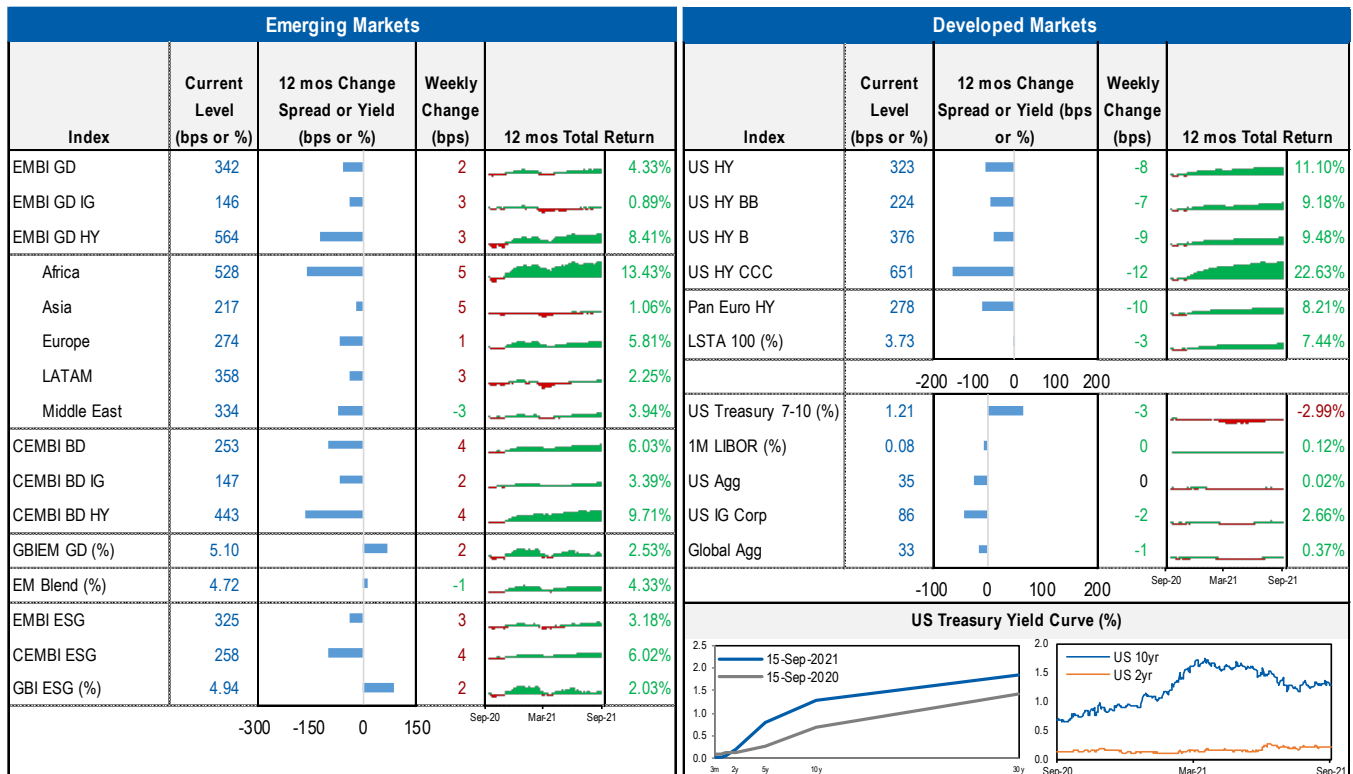 Emerging Markets
Index
Current Level (bps or %)
12 mos Change Spread or Yield (bps or %)
Weekly Change (bps)
12 mos Total Return
EMBI GD 342 2 4.33%
EMBI GD IG 146 3 0.89%
EMBI GD HY 564 3 8.41%
Africa 528 5 13.43%
Asia 217 5 1.06%
Europe 274 1 5.81%
LATAM 358 3 2.25%
Middle East 334 -3 3.94%
CEMBI BD 253 4 6.03%
CEMBI BD IG 147 2 3.39%
CEMBI BD HY 443 4 9.71%
GBIEM GD (%) 5.10 2 2.53%
EM Blend (%) 4.72 -1 4.33%
EMBI ESG 325 3 3.18%
CEMBI ESG 258 4 6.02%
GBI ESG (%) 4.94 2 2.03%
Sep-20 Mar-21 Sep-21
-300 -150 0 150
Developed Markets
Index
Current Level (bps or %)
12 mos Change Spread or Yield (bps or %)
Weekly Change (bps)
12 mos Total Return
US HY 323 -8 11.10%
US HY BB 224 -7 9.18%
US HY B 376 -9 9.48%
US HY CCC 651 -12 22.63%
Pan Euro HY 278 -10 8.21%
LSTA 100 (%) 3.73 -3 7.44%
-200 -100 0 100 200
US Treasury 7-10 (%) 1.21 -3 -2.99%
1M LIBOR (%) 0.08 0 0.12%
US Agg 35 0 0.02%
US IG Corp 86 -2 2.66%
Global Agg 33 -1 0.37%
Sep-20 Mar-21 Sep-21
-100 0 100 200
US Treasury Yield Curve (%)
2.5
2.0
1.5
1.0
0.5
0.0
15-Sep-2021
15-Sep-2020
3m 2y 5y 10y 30y
2.0
1.5
1.0
0.5
0.0
US 10yr
US 2yr
Sep-20 Mar-21 Sep-21